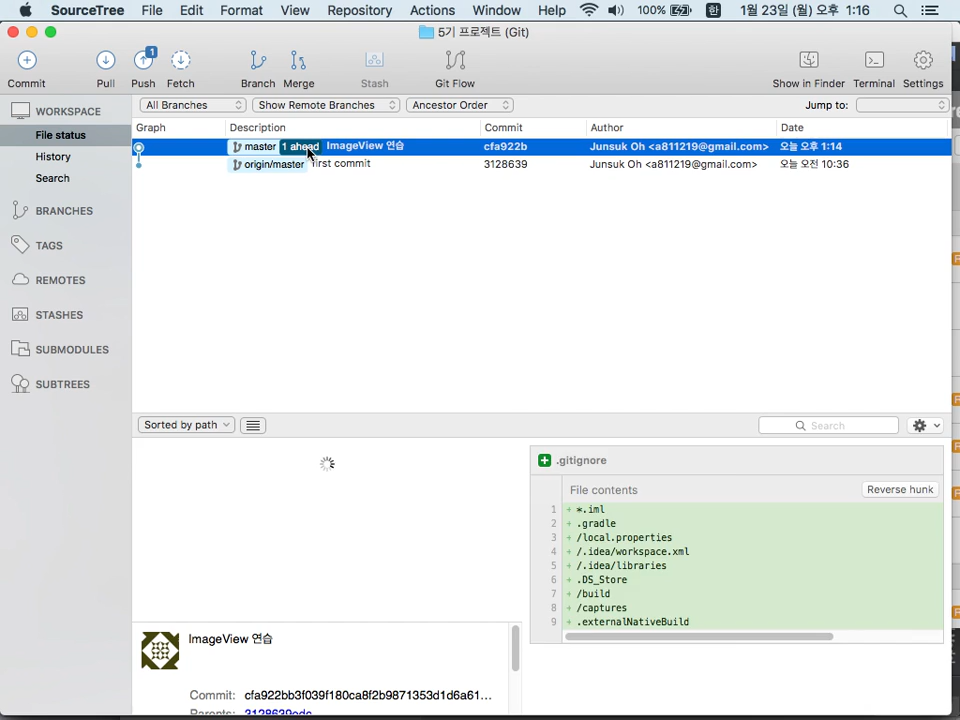 SourceTree File Edit Format View Repository Actions Window Help 100% 한 1월 23일 (월) 오후 1:16
5기 프로젝트 (Git)
1
Commit Pull Push Fetch Branch Merge Stash Git Flow Show in Finder Terminal Settings
WORKSPACE All Branches Show Remote Branches Ancestor Order Jump to:
Graph Description Commit Author Date
File status
master 1 ahead ImageView 연습 cfa922b Junsuk Oh <a811219@gmail.com> 오늘 오후 1:14
History
origin/master first commit 3128639 Junsuk Oh <a811219@gmail.com> 오늘 오전 10:36
Search
BRANCHES
TAGS
REMOTES
STASHES
SUBMODULES
SUBTREES
Sorted by path Search
.gitignore
File contents Reverse hunk
1 + *.iml
2 + .gradle
3 + /local.properties
4 + /.idea/workspace.xml
5 + /.idea/libraries
6 + .DS_Store
7 + /build
8 + /captures
9 + .externalNativeBuild
ImageView 연습
Commit: cfa922bb3f039f180ca8f2b9871353d1d6a61...